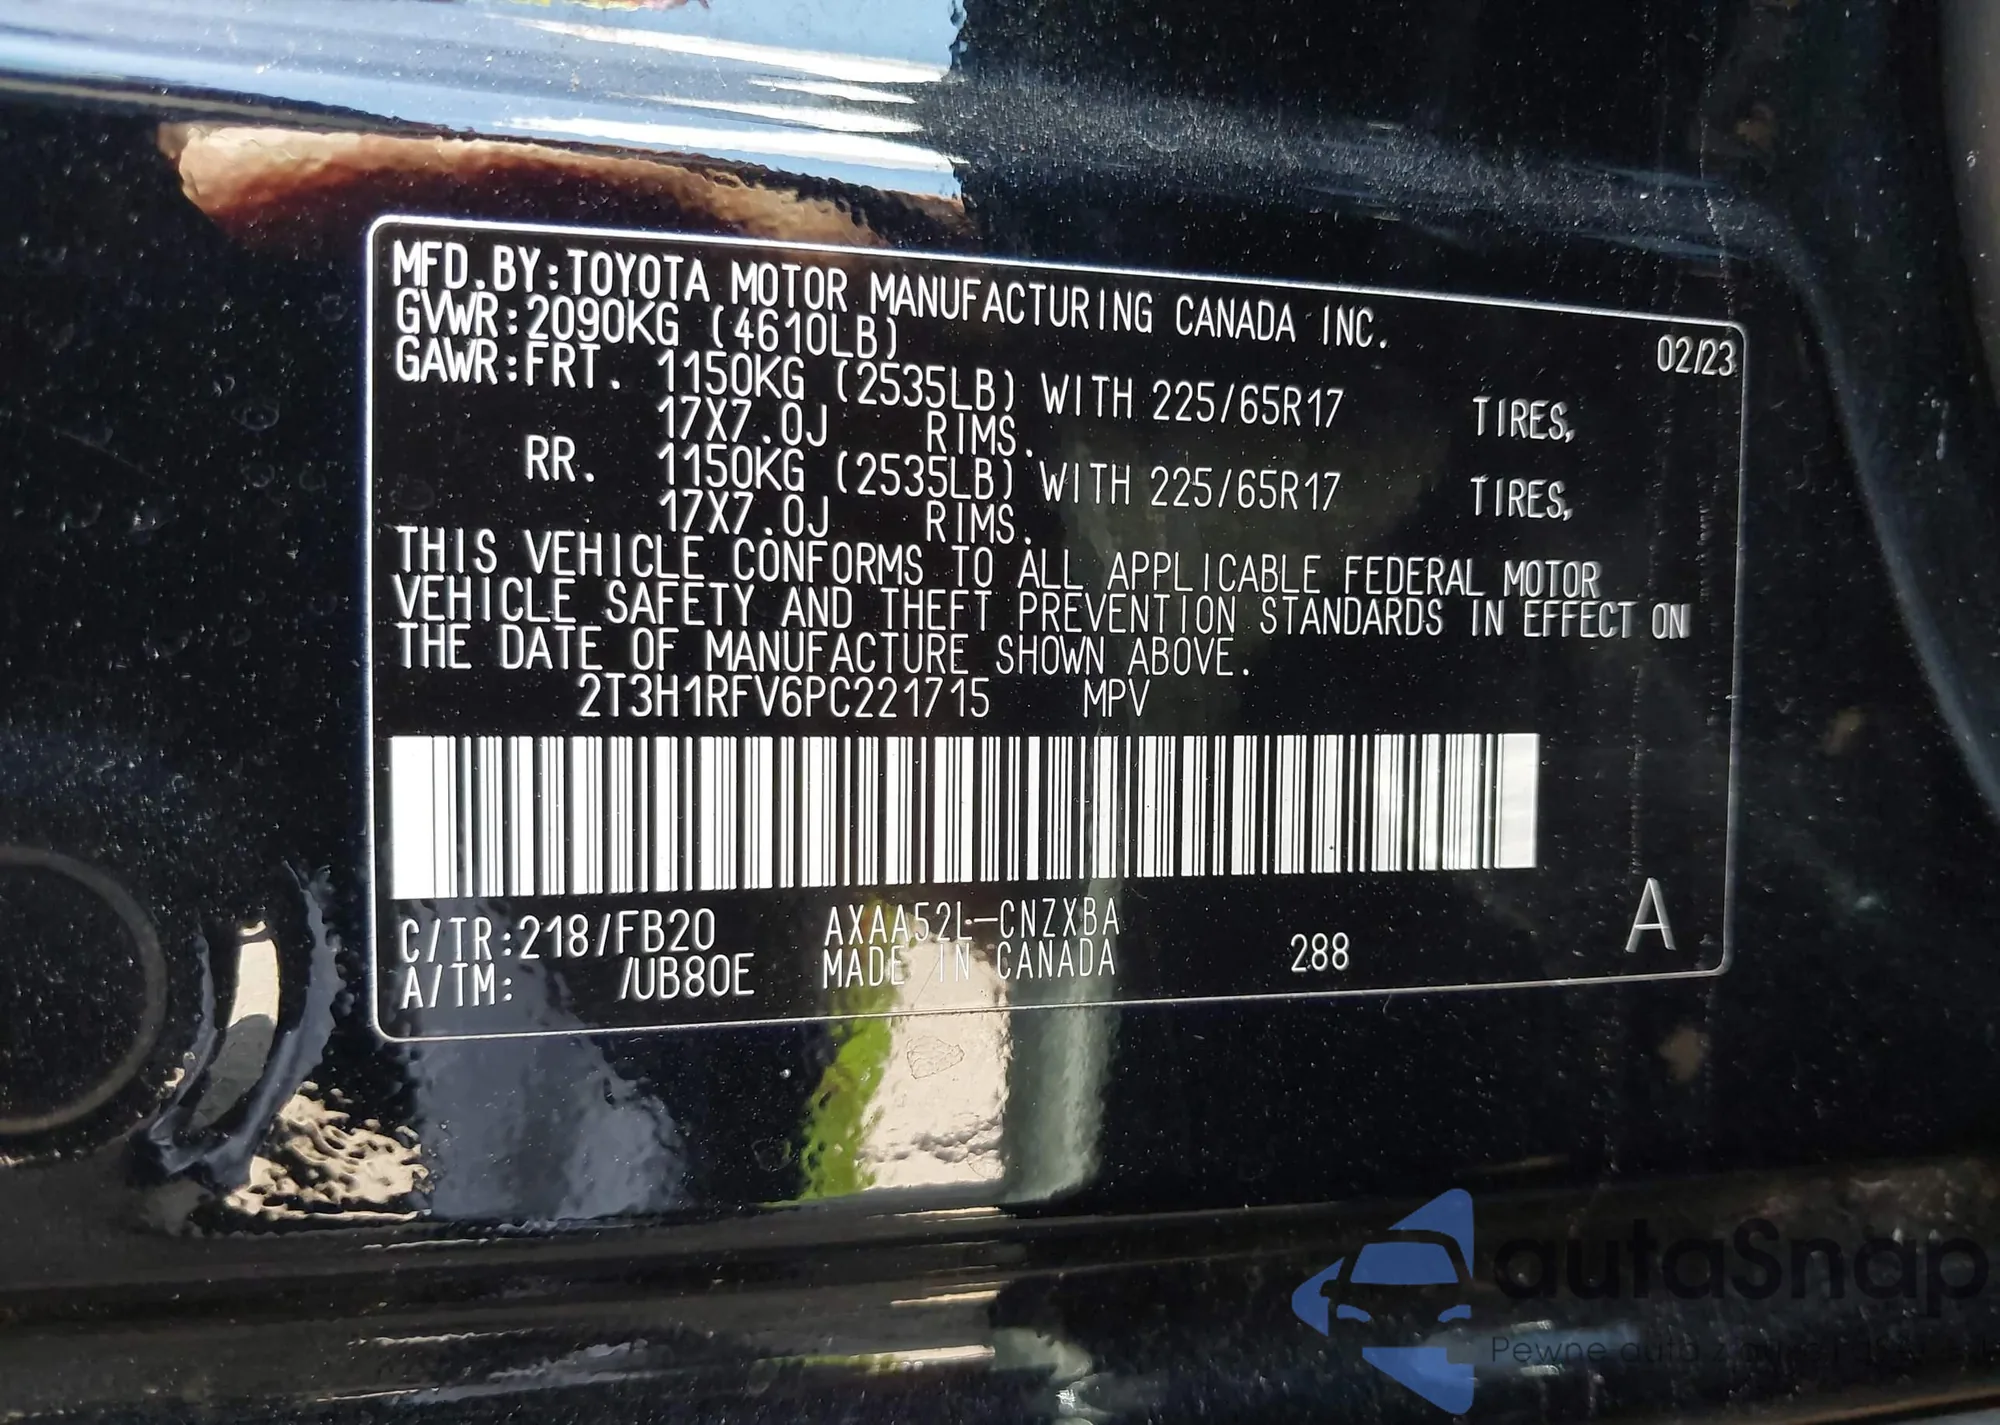 MFD.BY:TOYOTA MOTOR MANUFACTURING CANADA INC.
02/23
GVWR:2090KG (4610LB)
GAWR:FRT. 1150KG (2535LB) WITH 225/65R17 TIRES,
17X7.0J RIMS.
RR. 1150KG (2535LB) WITH 225/65R17 TIRES,
17X7.0J RIMS.
THIS VEHICLE CONFORMS TO ALL APPLICABLE FEDERAL MOTOR
VEHICLE SAFETY AND THEFT PREVENTION STANDARDS IN EFFECT ON
THE DATE OF MANUFACTURE SHOWN ABOVE.
2T3H1RFV6PC221715 MPV
C/TR:218/FB20 AXAA52L-CNZXBA
A/TM: /UB80E MADE IN CANADA 288 A
autaSnap
Pewne auto z